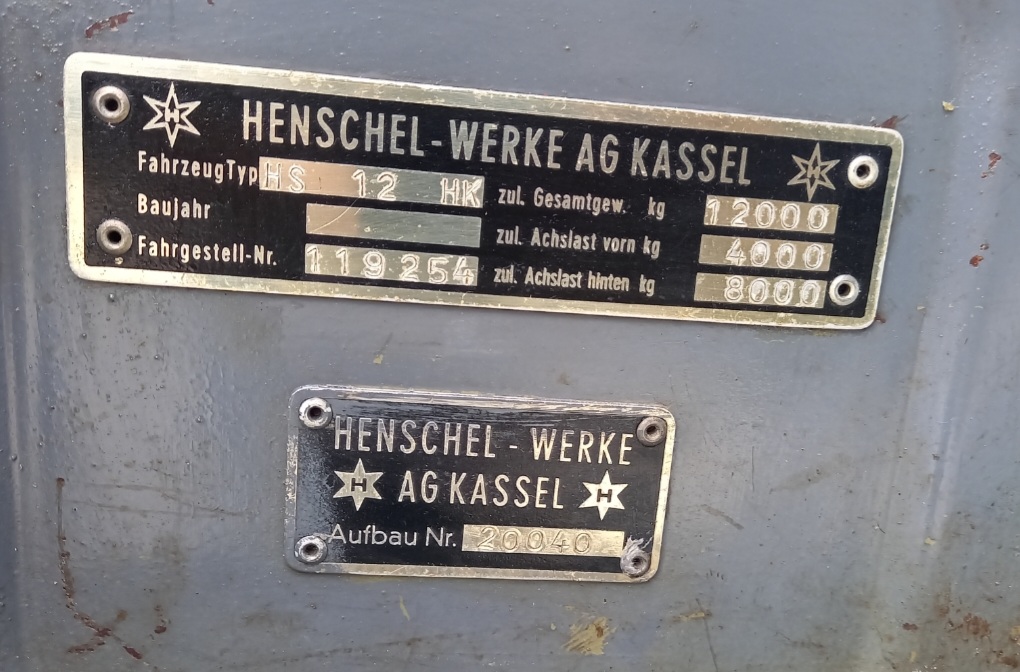 H HENSCHEL-WERKE AG KASSEL H
FahrzeugTyp HS 12 HK zul. Gesamtgew. kg 12000
Baujahr zul. Achslast vorn kg 4000
Fahrgestell-Nr. 119254 zul. Achslast hinten kg 8000
HENSCHEL - WERKE
H AG KASSEL H
Aufbau Nr. 20040